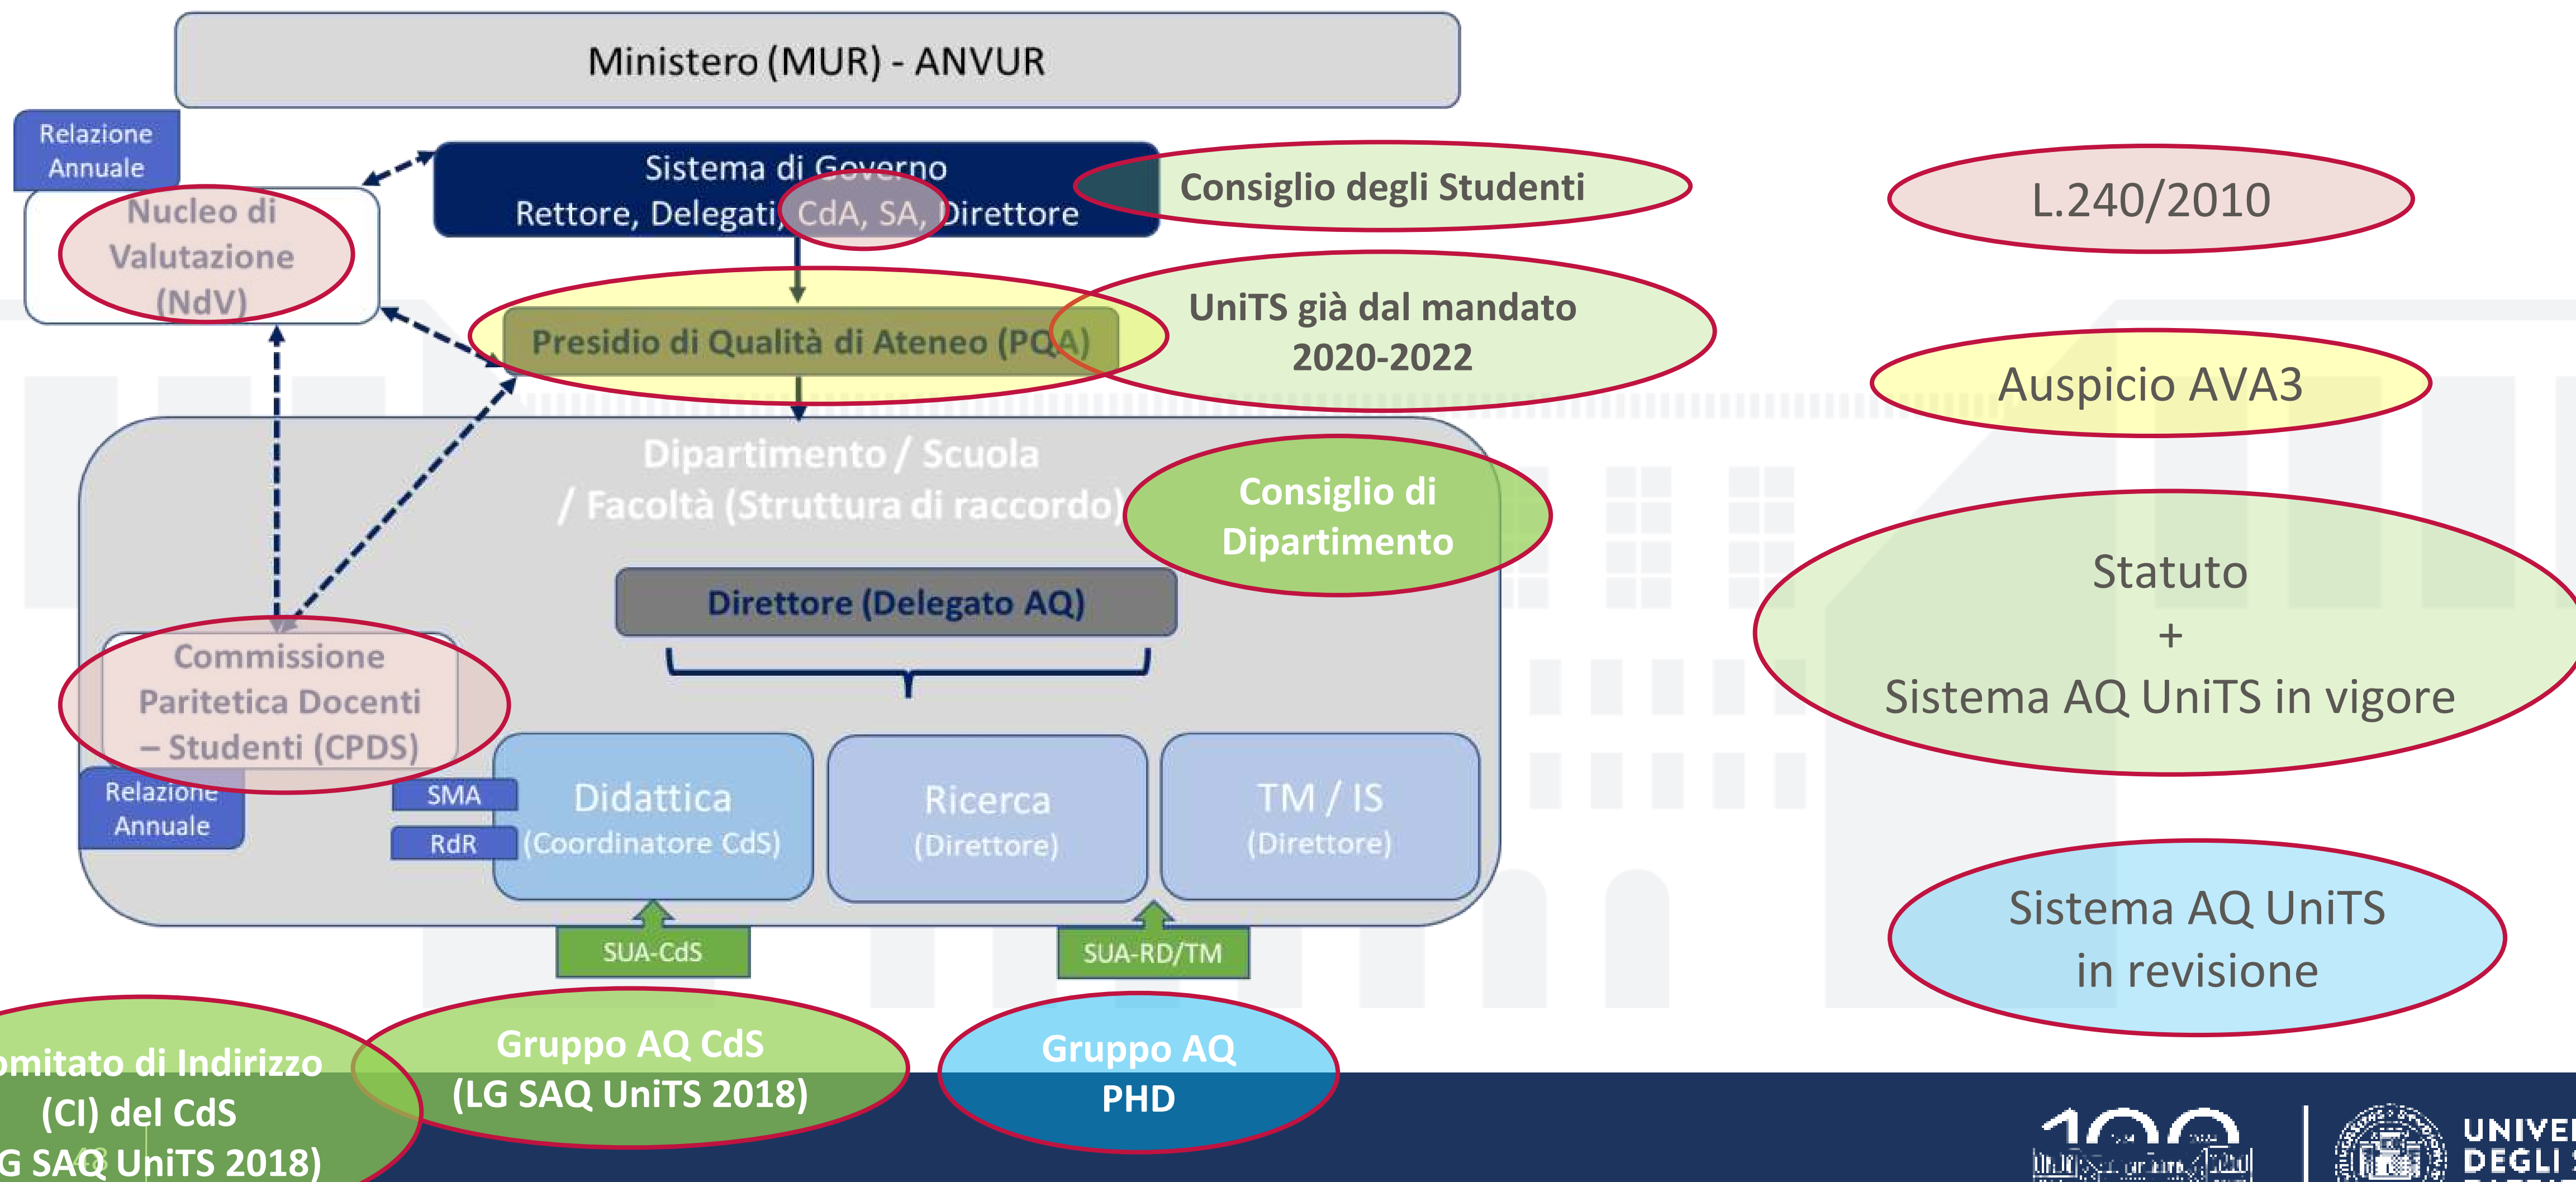 Ministero (MUR) - ANVUR
Relazione
Annuale
Nucleo di
Valutazione
(NdV)
Sistema di Governo
Rettore, Delegati, CdA, SA, Direttore
Consiglio degli Studenti
Presidio di Qualità di Ateneo (PQA)
UniTS già dal mandato
2020-2022
Dipartimento / Scuola
/ Facoltà (Struttura di raccordo)
Consiglio di
Dipartimento
Direttore (Delegato AQ)
Commissione
Paritetica Docenti
– Studenti (CPDS)
Relazione
Annuale
SMA
RdR
Didattica
(Coordinatore CdS)
Ricerca
(Direttore)
TM / IS
(Direttore)
SUA-CdS
SUA-RD/TM
omitato di Indirizzo
(CI) del CdS
G SAQ UniTS 2018)
48
Gruppo AQ CdS
(LG SAQ UniTS 2018)
Gruppo AQ
PHD
L.240/2010
Auspicio AVA3
Statuto
+
Sistema AQ UniTS in vigore
Sistema AQ UniTS
in revisione
100
UNIVE
DEGLI S